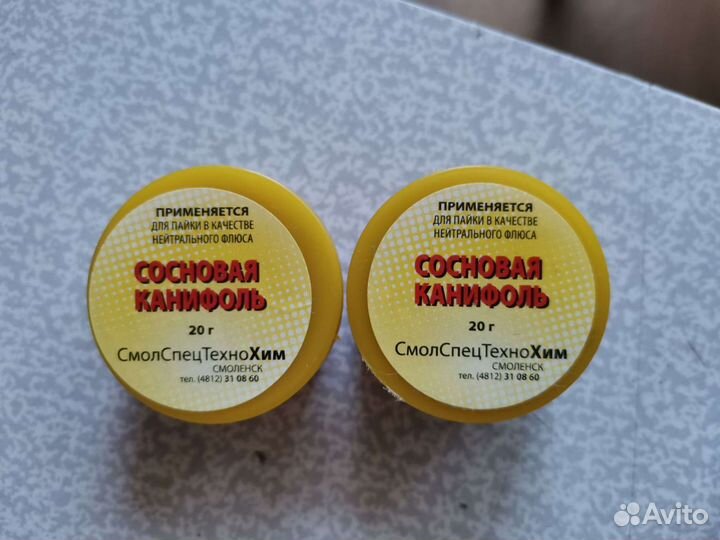 ПРИМЕНЯЕТСЯ
ДЛЯ ПАЙКИ В КАЧЕСТВЕ
НЕЙТРАЛЬНОГО ФЛЮСА
СОСНОВАЯ
КАНИФОЛЬ
20 г
СмолСпецТехноХим
СМОЛЕНСК
тел. (4812) 31 08 60
ПРИМЕНЯЕТСЯ
ДЛЯ ПАЙКИ В КАЧЕСТВЕ
НЕЙТРАЛЬНОГО ФЛЮСА
СОСНОВАЯ
КАНИФОЛЬ
20 г
СмолСпецТехноХим
СМОЛЕНСК
тел. (4812) 31 08 60
Avito